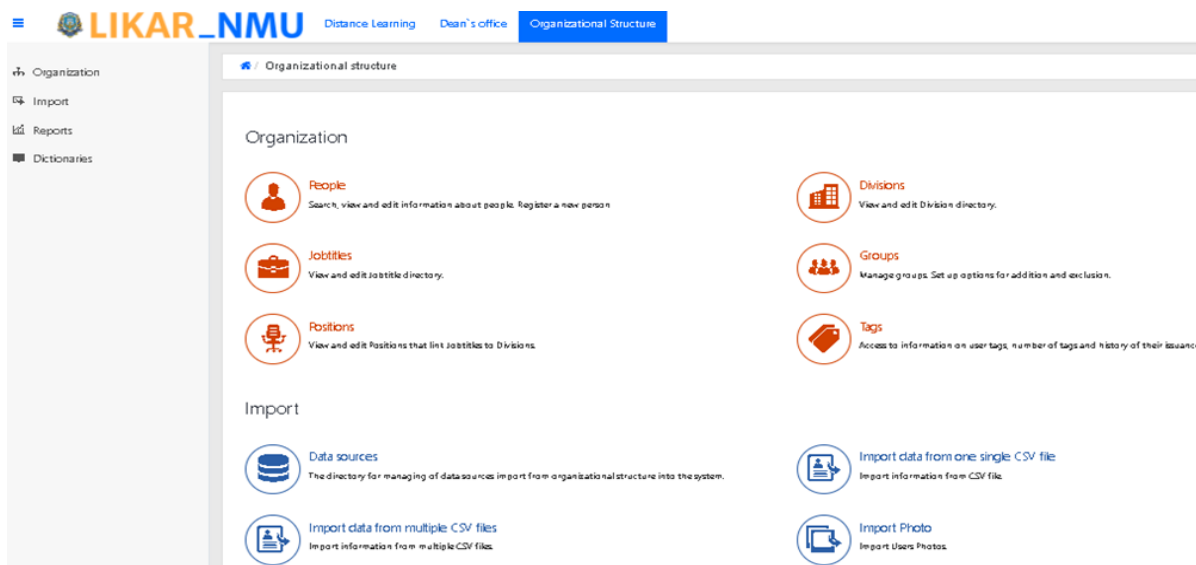 LIKAR_NMU Distance Learning Dean`s office Organizational Structure
Organization
Import
Reports
Dictionaries
/ Organizational structure
Organization
People
Search, view and edit information about people. Register a new person
Divisions
View and edit Division directory.
Jobtitles
View and edit Jobtitle directory.
Groups
Manage groups. Set up options for addition and exclusion.
Positions
View and edit Positions that link Jobtitles to Divisions.
Tags
Access to information on user tags, number of tags and history of their issuance
Import
Data sources
The directory for managing of data sources import from organizational structure into the system.
Import data from one single CSV file
Import information from CSV file.
Import data from multiple CSV files
Import information from multiple CSV files.
Import Photo
Import Users Photos.